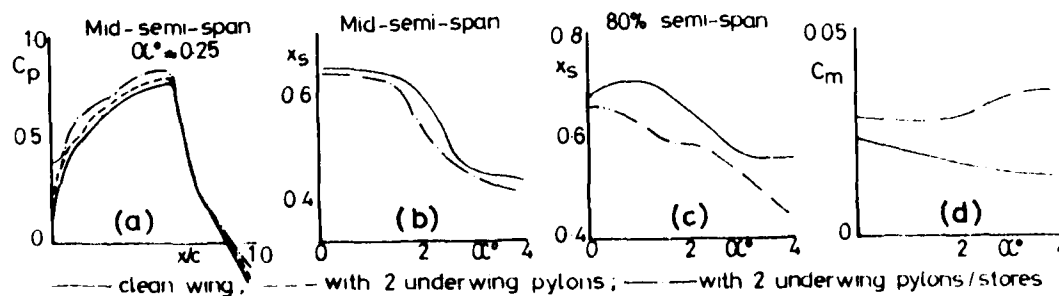 Mid-semi-span
α° ≈ 0.25
Cp
1.0
0.5
0
x/c
1.0
(a)
Mid-semi-span
xs
0.6
0.4
2
α°
4
(b)
80% semi-span
0.8
xs
0.6
0.4
0
2
α°
4
(c)
0.05
Cm
0
2
α°
4
(d)
clean wing, with 2 underwing pylons; with 2 underwing pylons/stores